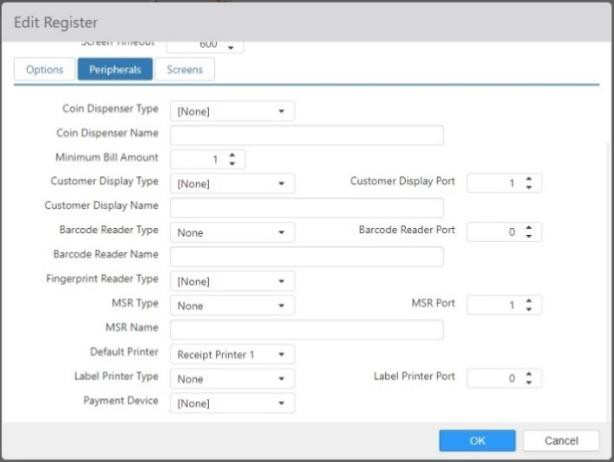 Edit Register
Screen Timeout 600
Options Peripherals Screens
Coin Dispenser Type [None]
Coin Dispenser Name
Minimum Bill Amount 1
Customer Display Type [None] Customer Display Port 1
Customer Display Name
Barcode Reader Type None Barcode Reader Port 0
Barcode Reader Name
Fingerprint Reader Type [None]
MSR Type None MSR Port 1
MSR Name
Default Printer Receipt Printer 1
Label Printer Type None Label Printer Port 0
Payment Device [None]
OK Cancel